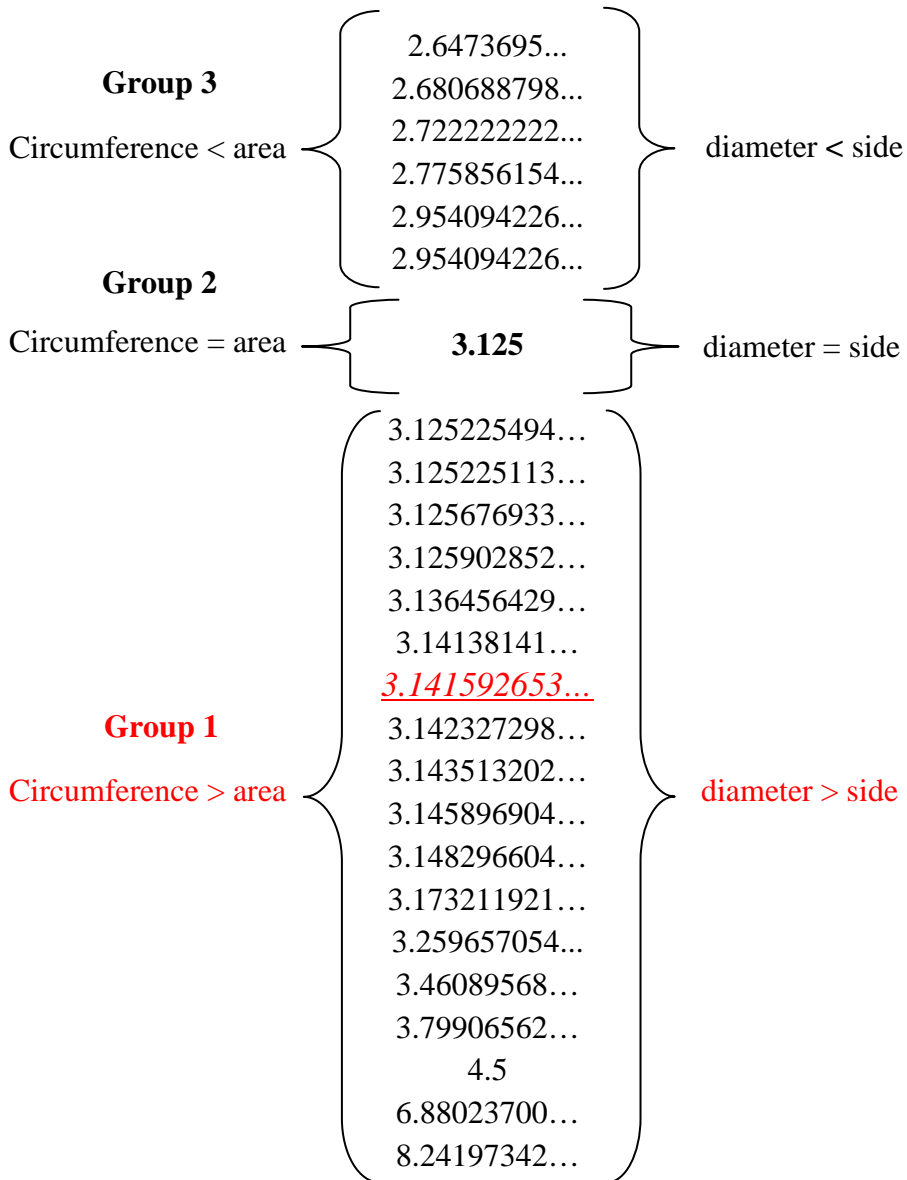 Group 3
Circumference < area
2.6473695...
2.680688798...
2.722222222...
2.775856154...
2.954094226...
2.954094226...
diameter < side
Group 2
Circumference = area
3.125
diameter = side
Group 1
Circumference > area
3.125225494…
3.125225113…
3.125676933…
3.125902852…
3.136456429…
3.14138141…
3.141592653...
3.142327298…
3.143513202…
3.145896904…
3.148296604…
3.173211921…
3.259657054...
3.46089568…
3.79906562…
4.5
6.88023700…
8.24197342…
diameter > side